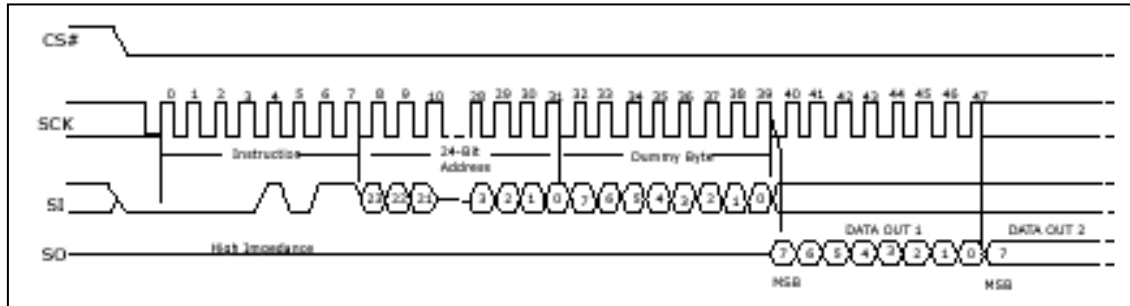 CS#
0 1 2 3 4 5 6 7 8 9 10 28 29 30 31 32 33 34 35 36 37 38 39 40 41 42 43 44 45 46 47
SCK
Instruction 24-Bit Address Dummy Byte
SI 23 22 21 3 2 1 0 7 6 5 4 3 2 1 0
DATA OUT 1 DATA OUT 2
High Impedance
SO 7 6 5 4 3 2 1 0 7
MSB MSB